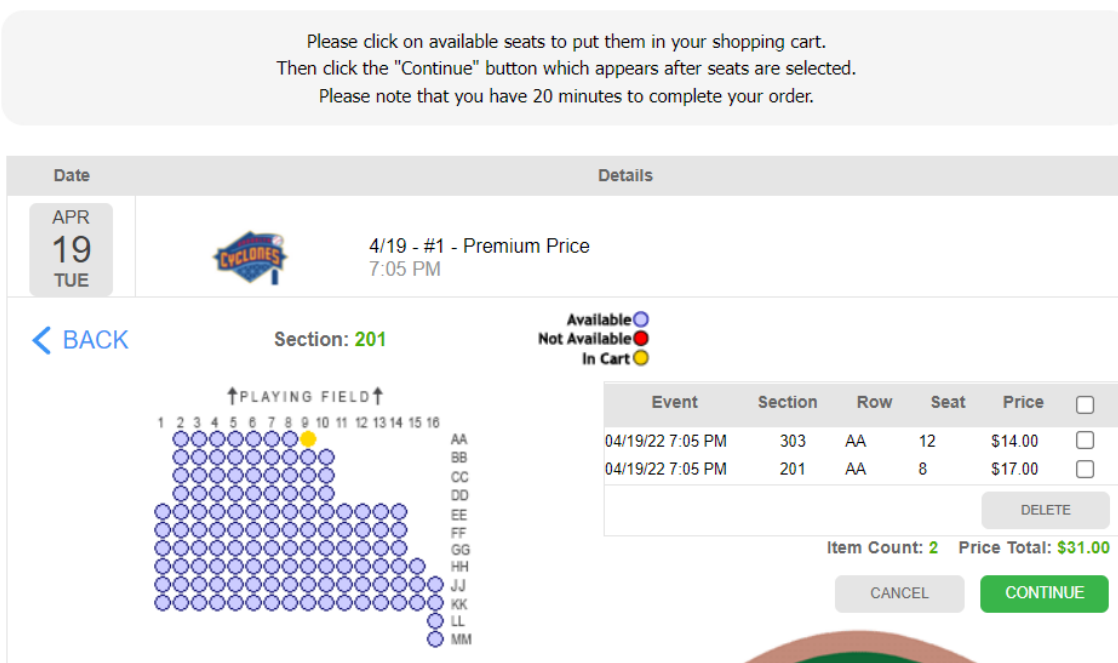 Please click on available seats to put them in your shopping cart.
Then click the "Continue" button which appears after seats are selected.
Please note that you have 20 minutes to complete your order.
Date Details
APR
19
TUE
CYCLONES
4/19 - #1 - Premium Price
7:05 PM
BACK
Section: 201
Available
Not Available
In Cart
↑PLAYING FIELD↑
1 2 3 4 5 6 7 8 9 10 11 12 13 14 15 16
AA
BB
CC
DD
EE
FF
GG
HH
JJ
KK
LL
MM
Event Section Row Seat Price
04/19/22 7:05 PM 303 AA 12 $14.00
04/19/22 7:05 PM 201 AA 8 $17.00
DELETE
Item Count: 2 Price Total: $31.00
CANCEL CONTINUE